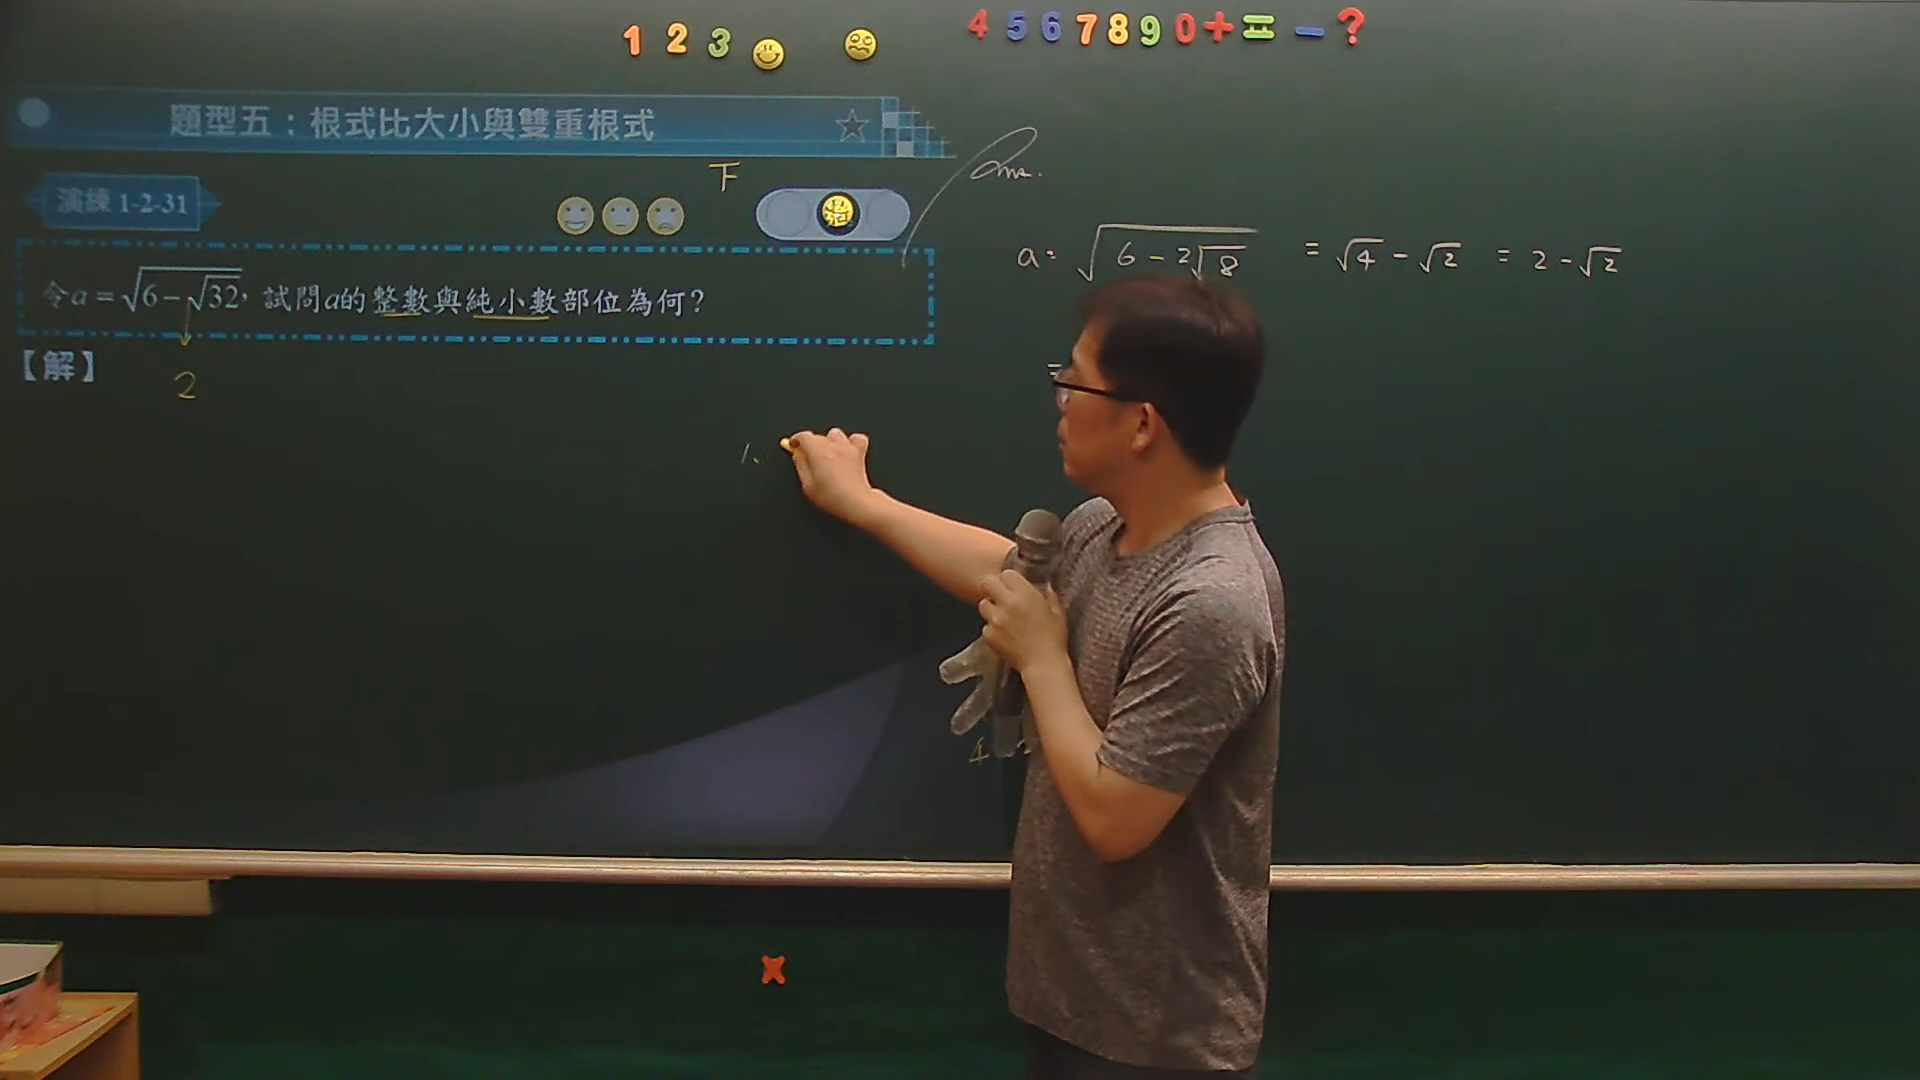 1 2 3
4 5 6 7 8 9 0 + = - ?
題型五：根式比大小與雙重根式
下
演練 1-2-31
令a=√(6-√32)，試問a的整數與純小數部位為何？
【解】
2
Ans.
a = √(6-2√8) = √4 - √2 = 2 - √2
=
1.
4 2
x